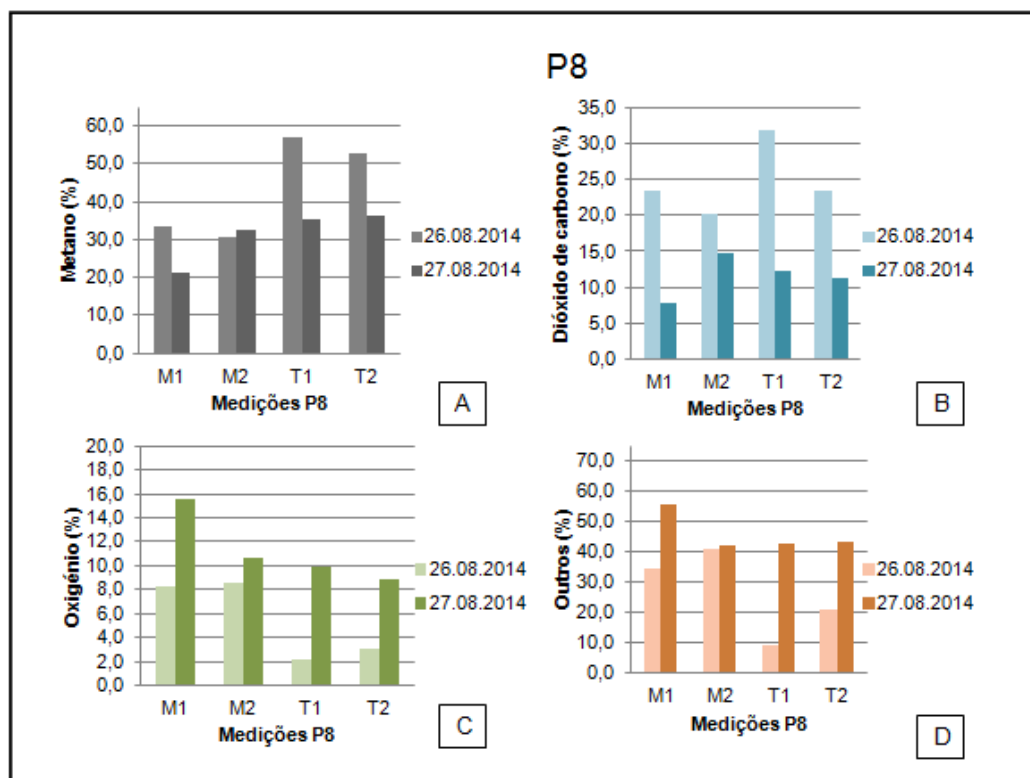 P8
Metano (%)
60,0
50,0
40,0
30,0
20,0
10,0
0,0
M1 M2 T1 T2
Medições P8
26.08.2014
27.08.2014
A
Dióxido de carbono (%)
35,0
30,0
25,0
20,0
15,0
10,0
5,0
0,0
M1 M2 T1 T2
Medições P8
26.08.2014
27.08.2014
B
Oxigénio (%)
20,0
18,0
16,0
14,0
12,0
10,0
8,0
6,0
4,0
2,0
0,0
M1 M2 T1 T2
Medições P8
26.08.2014
27.08.2014
C
Outros (%)
70,0
60,0
50,0
40,0
30,0
20,0
10,0
0,0
M1 M2 T1 T2
Medições P8
26.08.2014
27.08.2014
D